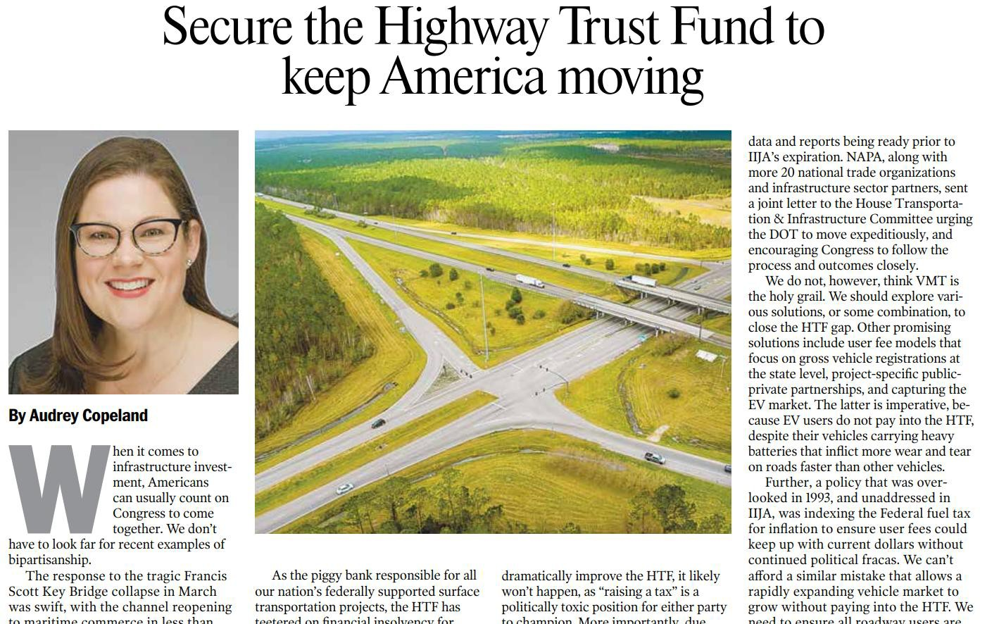 Secure the Highway Trust Fund to
keep America moving
By Audrey Copeland
When it comes to
infrastructure invest-
ment, Americans
can usually count on
Congress to come
together. We don't
have to look far for recent examples of
bipartisanship.
The response to the tragic Francis
Scott Key Bridge collapse in March
was swift, with the channel reopening
to maritime commerce in less than
As the piggy bank responsible for all
our nation's federally supported surface
transportation projects, the HTF has
teetered on financial insolvency for
dramatically improve the HTF, it likely
won't happen, as “raising a tax” is a
politically toxic position for either party
to champion. More importantly, due
data and reports being ready prior to
IIJA's expiration. NAPA, along with
more 20 national trade organizations
and infrastructure sector partners, sent
a joint letter to the House Transporta-
tion & Infrastructure Committee urging
the DOT to move expeditiously, and
encouraging Congress to follow the
process and outcomes closely.
We do not, however, think VMT is
the holy grail. We should explore vari-
ous solutions, or some combination, to
close the HTF gap. Other promising
solutions include user fee models that
focus on gross vehicle registrations at
the state level, project-specific public-
private partnerships, and capturing the
EV market. The latter is imperative, be-
cause EV users do not pay into the HTF,
despite their vehicles carrying heavy
batteries that inflict more wear and tear
on roads faster than other vehicles.
Further, a policy that was over-
looked in 1993, and unaddressed in
IIJA, was indexing the Federal fuel tax
for inflation to ensure user fees could
keep up with current dollars without
continued political fracas. We can't
afford a similar mistake that allows a
rapidly expanding vehicle market to
grow without paying into the HTF. We
need to ensure all roadway users are